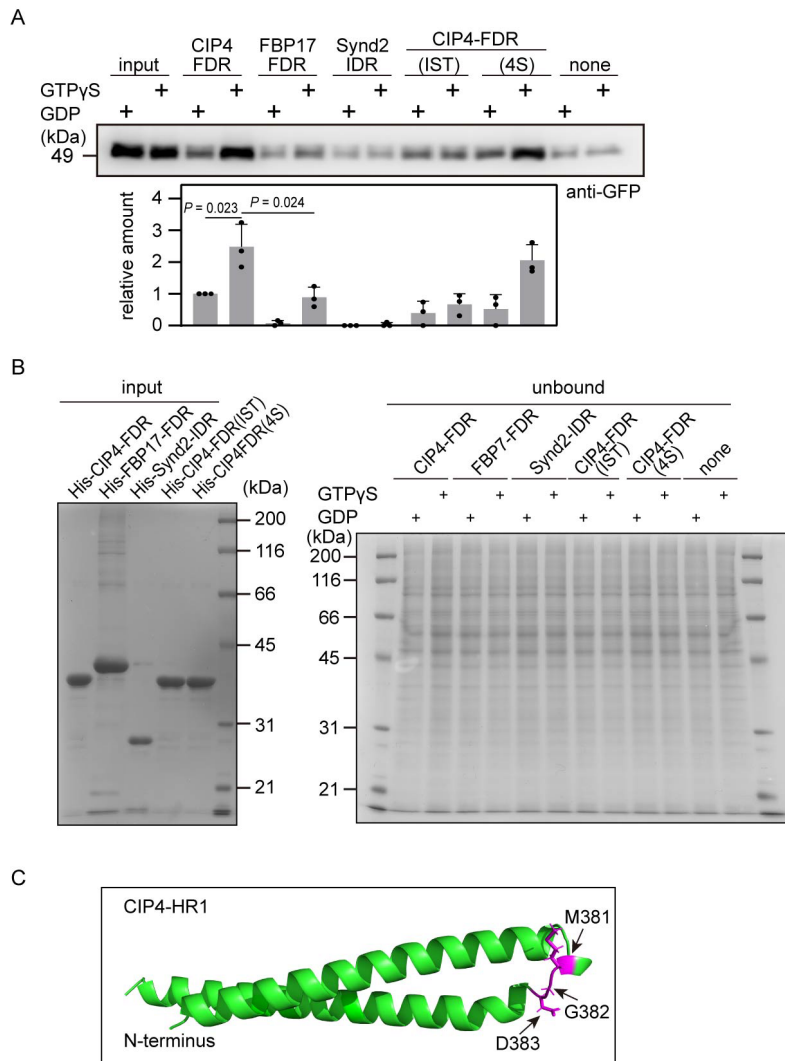 A
CIP4 FBP17 Synd2 CIP4-FDR
input FDR FDR IDR (IST) (4S) none
GTPγS + + + + + + +
GDP + + + + + + +
(kDa)
49
anti-GFP
relative amount
4
3
2
1
0
P = 0.023 P = 0.024
B
input
His-CIP4-FDR
His-FBP17-FDR
His-Synd2-IDR
His-CIP4-FDR(IST)
His-CIP4FDR(4S)
(kDa)
200
116
66
45
31
21
unbound
CIP4-FDR
FBP7-FDR
Synd2-IDR
CIP4-FDR
(IST)
CIP4-FDR
(4S)
none
GTPγS + + + + + +
GDP + + + + + +
(kDa)
200
116
66
45
31
21
C
CIP4-HR1
M381
G382
D383
N-terminus